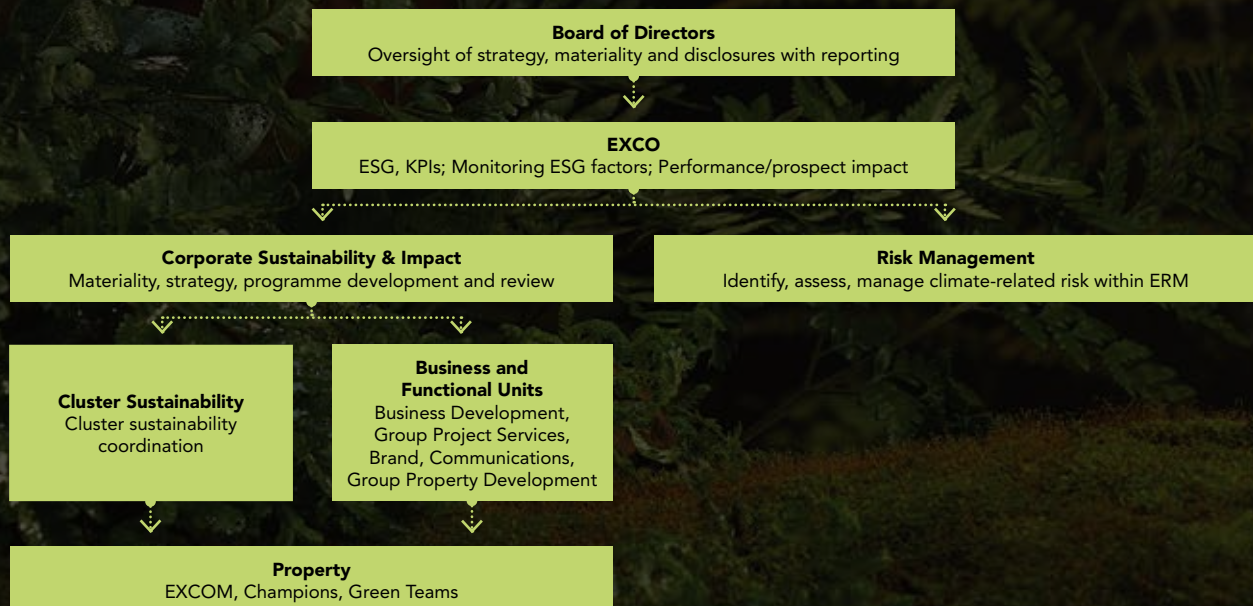 Board of Directors
Oversight of strategy, materiality and disclosures with reporting
EXCO
ESG, KPIs; Monitoring ESG factors; Performance/prospect impact
Corporate Sustainability & Impact
Materiality, strategy, programme development and review
Risk Management
Identify, assess, manage climate-related risk within ERM
Cluster Sustainability
Cluster sustainability
coordination
Business and
Functional Units
Business Development,
Group Project Services,
Brand, Communications,
Group Property Development
Property
EXCOM, Champions, Green Teams